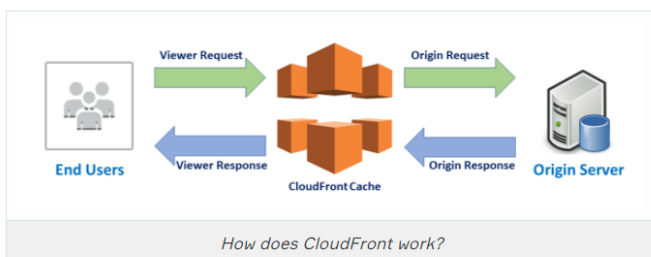 Viewer Request
Origin Request
End Users
Viewer Response
CloudFront Cache
Origin Response
Origin Server
How does CloudFront work?